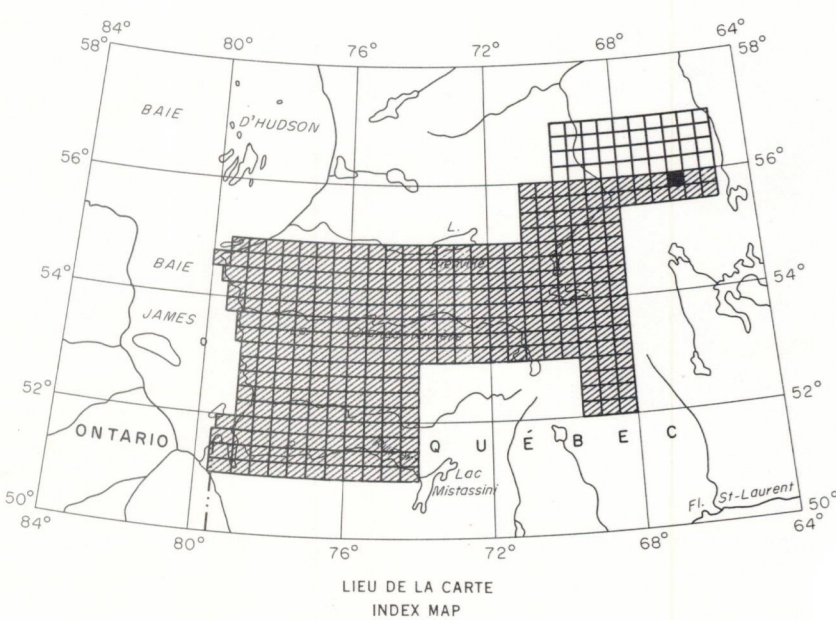 84° 80° 76° 72° 68° 64°
58° 58°
BAIE
D'HUDSON
56° 56°
L.
BAIE
54° 54°
JAMES
52° 52°
ONTARIO
QUÉBEC
Lac
Mistassini
Fl. St-Laurent
50° 50°
84° 80° 76° 72° 68° 64°
LIEU DE LA CARTE
INDEX MAP